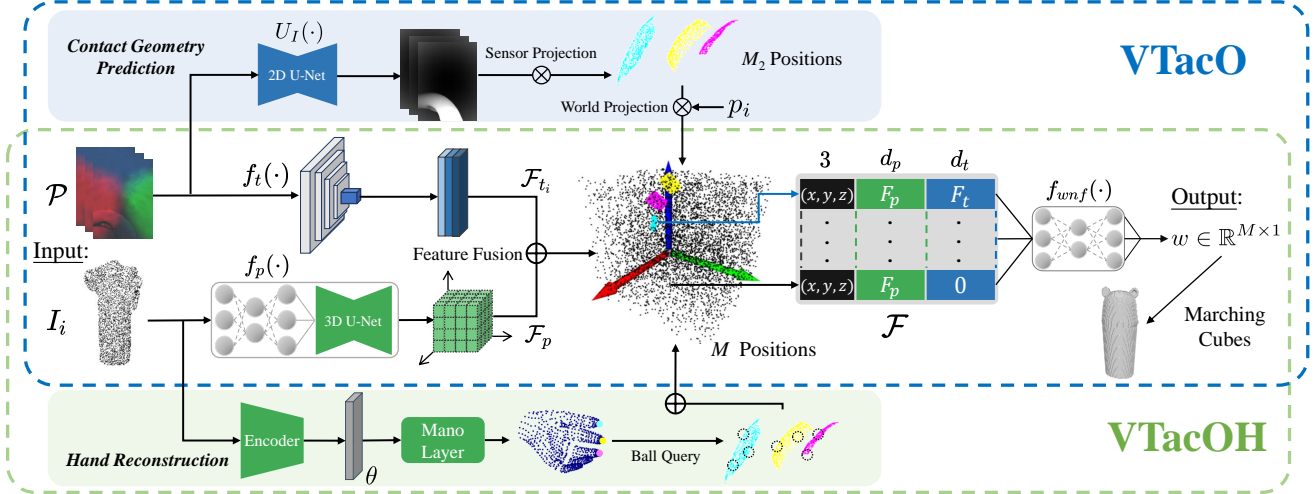 Contact Geometry
Prediction
U_I(·)
2D U-Net
Sensor Projection
M_2 Positions
World Projection
p_i
VTacO
P
f_t(·)
F_{t_i}
Feature Fusion
3
d_p
d_t
(x, y, z)
F_p
F_t
.
.
.
.
.
.
.
.
.
(x, y, z)
F_p
0
F
f_{wnf}(·)
Output:
w ∈ ℝ^{M×1}
Marching
Cubes
Input:
I_i
f_p(·)
3D U-Net
F_p
M Positions
Hand Reconstruction
Encoder
θ
Mano
Layer
Ball Query
VTacOH